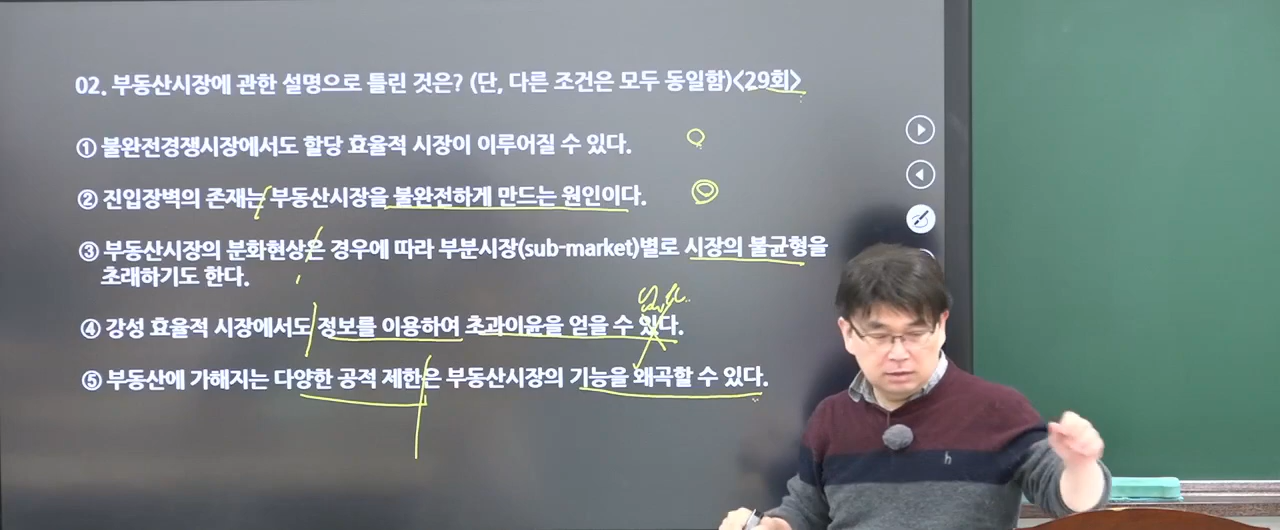 02. 부동산시장에 관한 설명으로 틀린 것은? (단, 다른 조건은 모두 동일함)<29회>
① 불완전경쟁시장에서도 할당 효율적 시장이 이루어질 수 있다.
② 진입장벽의 존재는 부동산시장을 불완전하게 만드는 원인이다.
③ 부동산시장의 분화현상은 경우에 따라 부분시장(sub-market)별로 시장의 불균형을
초래하기도 한다.
④ 강성 효율적 시장에서도 정보를 이용하여 초과이윤을 얻을 수 있다.
⑤ 부동산에 가해지는 다양한 공적 제한은 부동산시장의 기능을 왜곡할 수 있다.
h